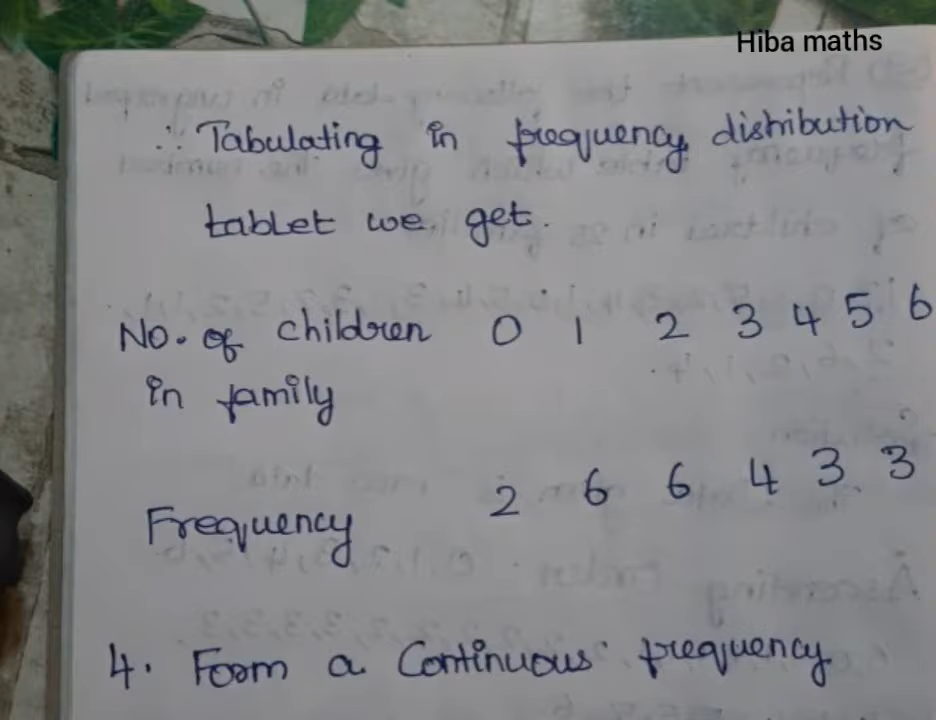 Hiba maths
∴ Tabulating in frequency distribution
tablet we get.
No. of children 0 1 2 3 4 5 6
in family
Frequency 2 6 6 4 3 3
4. Form a Continuous frequency